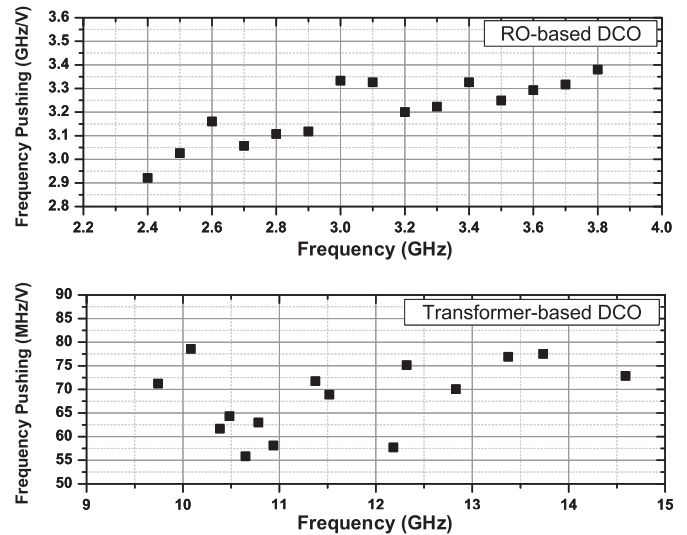 Frequency Pushing (GHz/V)
3.6
3.5
3.4
3.3
3.2
3.1
3.0
2.9
2.8
RO-based DCO
2.2 2.4 2.6 2.8 3.0 3.2 3.4 3.6 3.8 4.0
Frequency (GHz)
Frequency Pushing (MHz/V)
90
85
80
75
70
65
60
55
50
Transformer-based DCO
9 10 11 12 13 14 15
Frequency (GHz)